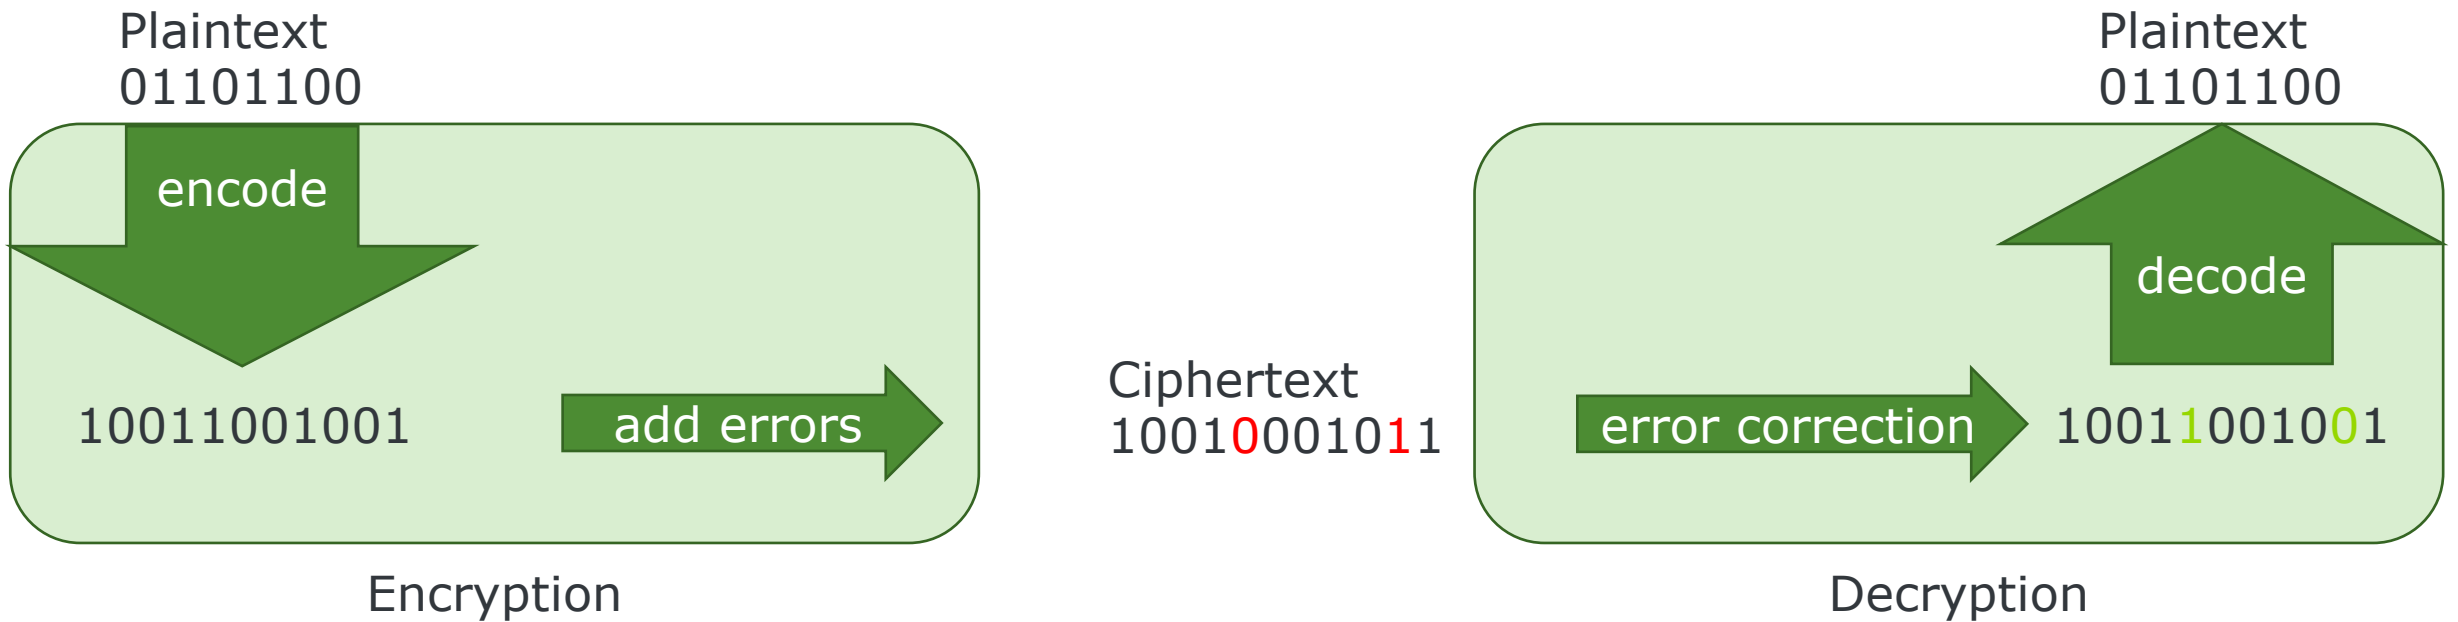 Plaintext
01101100
encode
10011001001
add errors
Encryption
Ciphertext
10010001011
error correction
10011001001
decode
Plaintext
01101100
Decryption